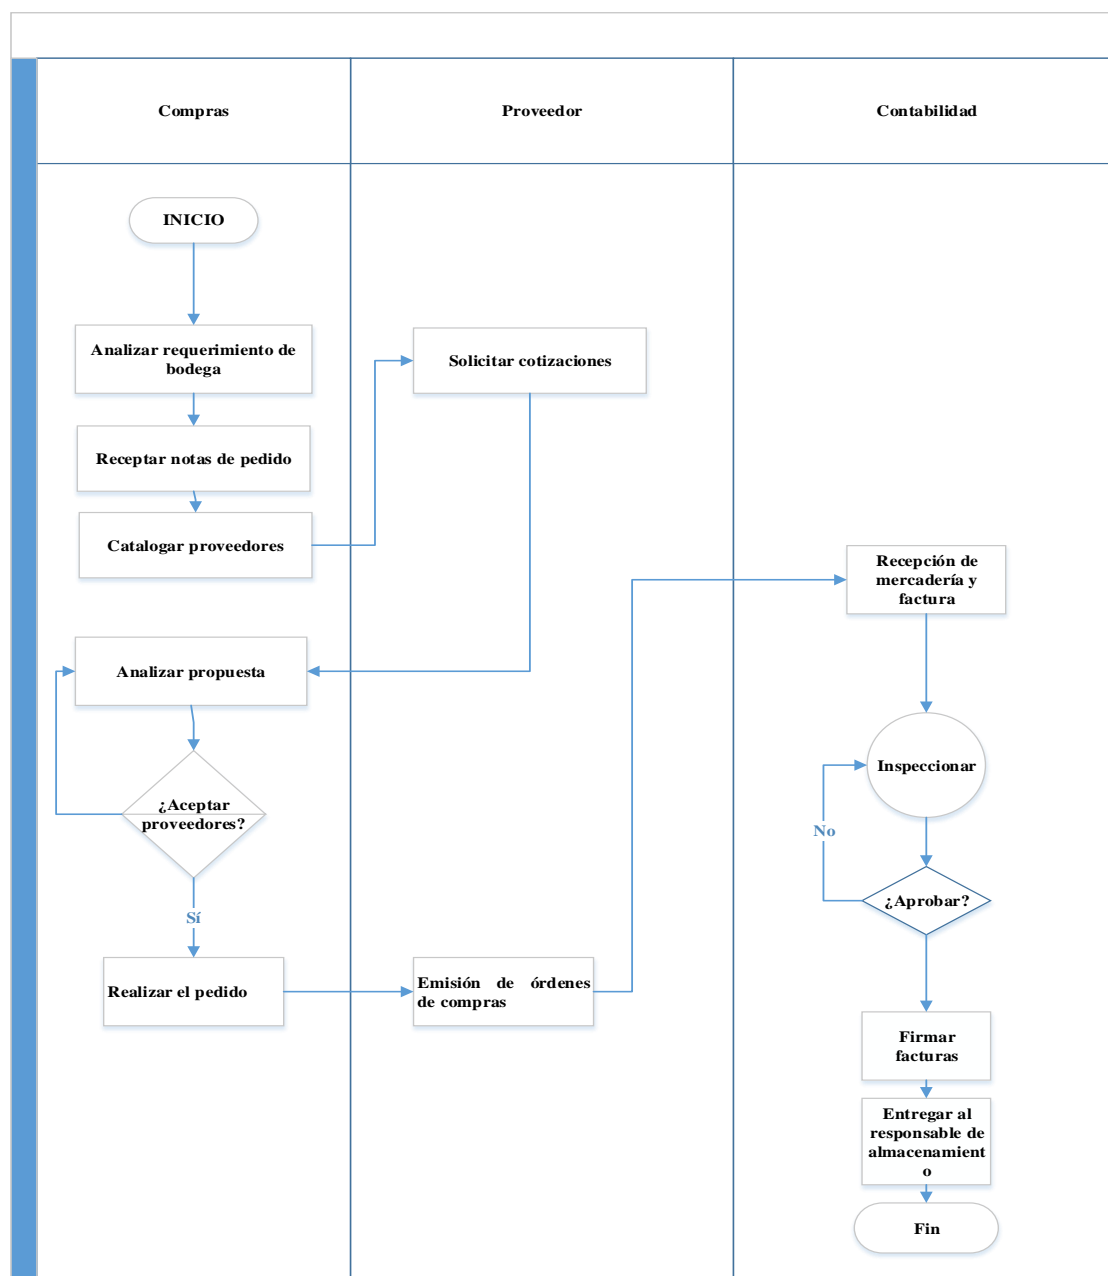 Compras
Proveedor
Contabilidad
INICIO
Analizar requerimiento de
bodega
Receptar notas de pedido
Catalogar proveedores
Solicitar cotizaciones
Analizar propuesta
¿Aceptar
proveedores?
Sí
Realizar el pedido
Emisión de órdenes
de compras
Recepción de
mercadería y
factura
Inspeccionar
No
¿Aprobar?
Firmar
facturas
Entregar al
responsable de
almacenamient
o
Fin